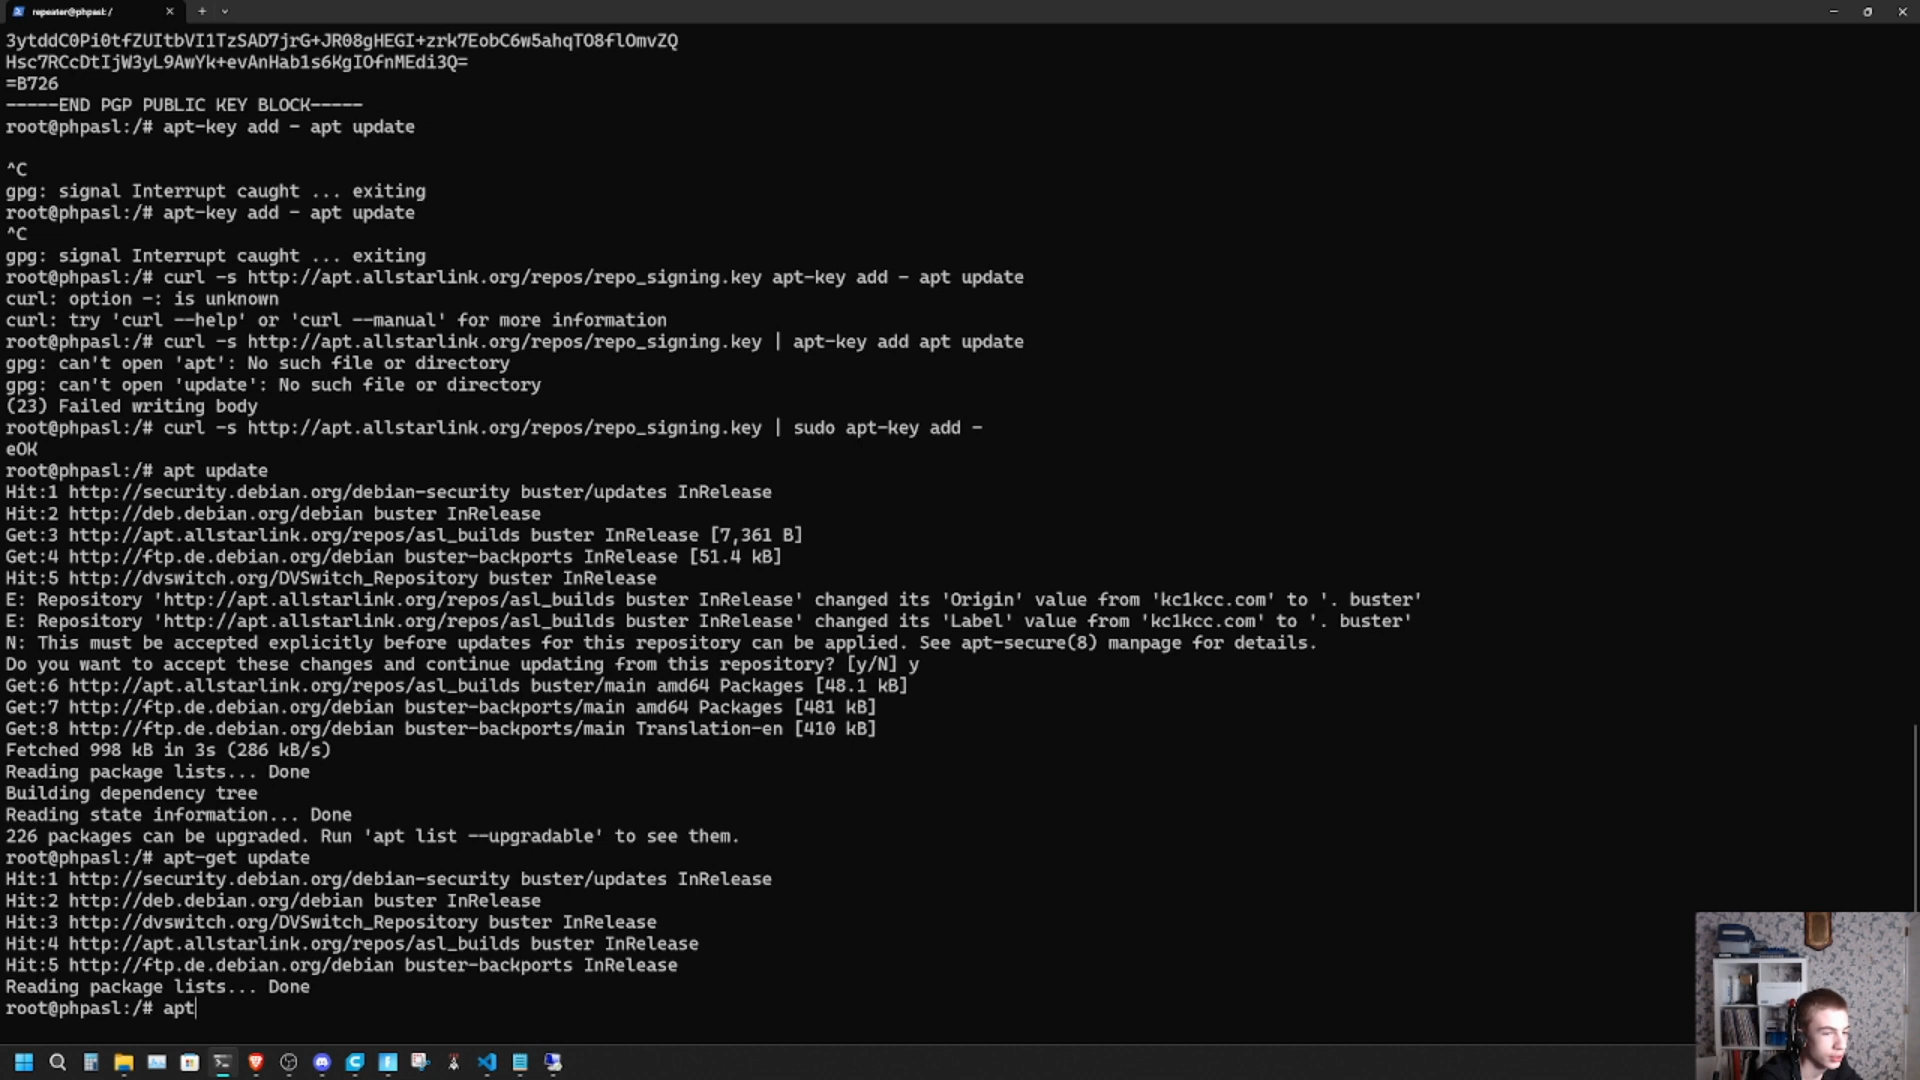 repeater@phpasl: /
3ytddC0Pi0tfZUItbVI1TzSAD7jrG+JR08gHEGI+zrk7EobC6w5ahqTO8flOmvZQ
Hsc7RCcDtIjW3yL9AwYk+evAnHab1s6KgIOfnMEdi3Q=
=B726
-----END PGP PUBLIC KEY BLOCK-----
root@phpasl:/# apt-key add - apt update
^C
gpg: signal Interrupt caught ... exiting
root@phpasl:/# apt-key add - apt update
^C
gpg: signal Interrupt caught ... exiting
root@phpasl:/# curl -s http://apt.allstarlink.org/repos/repo_signing.key apt-key add - apt update
curl: option -: is unknown
curl: try 'curl --help' or 'curl --manual' for more information
root@phpasl:/# curl -s http://apt.allstarlink.org/repos/repo_signing.key | apt-key add apt update
gpg: can't open 'apt': No such file or directory
gpg: can't open 'update': No such file or directory
(23) Failed writing body
root@phpasl:/# curl -s http://apt.allstarlink.org/repos/repo_signing.key | sudo apt-key add -
eOK
root@phpasl:/# apt update
Hit:1 http://security.debian.org/debian-security buster/updates InRelease
Hit:2 http://deb.debian.org/debian buster InRelease
Get:3 http://apt.allstarlink.org/repos/asl_builds buster InRelease [7,361 B]
Get:4 http://ftp.de.debian.org/debian buster-backports InRelease [51.4 kB]
Hit:5 http://dvswitch.org/DVSwitch_Repository buster InRelease
E: Repository 'http://apt.allstarlink.org/repos/asl_builds buster InRelease' changed its 'Origin' value from 'kc1kcc.com' to '. buster'
E: Repository 'http://apt.allstarlink.org/repos/asl_builds buster InRelease' changed its 'Label' value from 'kc1kcc.com' to '. buster'
N: This must be accepted explicitly before updates for this repository can be applied. See apt-secure(8) manpage for details.
Do you want to accept these changes and continue updating from this repository? [y/N] y
Get:6 http://apt.allstarlink.org/repos/asl_builds buster/main amd64 Packages [48.1 kB]
Get:7 http://ftp.de.debian.org/debian buster-backports/main amd64 Packages [481 kB]
Get:8 http://ftp.de.debian.org/debian buster-backports/main Translation-en [410 kB]
Fetched 998 kB in 3s (286 kB/s)
Reading package lists... Done
Building dependency tree
Reading state information... Done
226 packages can be upgraded. Run 'apt list --upgradable' to see them.
root@phpasl:/# apt-get update
Hit:1 http://security.debian.org/debian-security buster/updates InRelease
Hit:2 http://deb.debian.org/debian buster InRelease
Hit:3 http://dvswitch.org/DVSwitch_Repository buster InRelease
Hit:4 http://apt.allstarlink.org/repos/asl_builds buster InRelease
Hit:5 http://ftp.de.debian.org/debian buster-backports InRelease
Reading package lists... Done
root@phpasl:/# apt